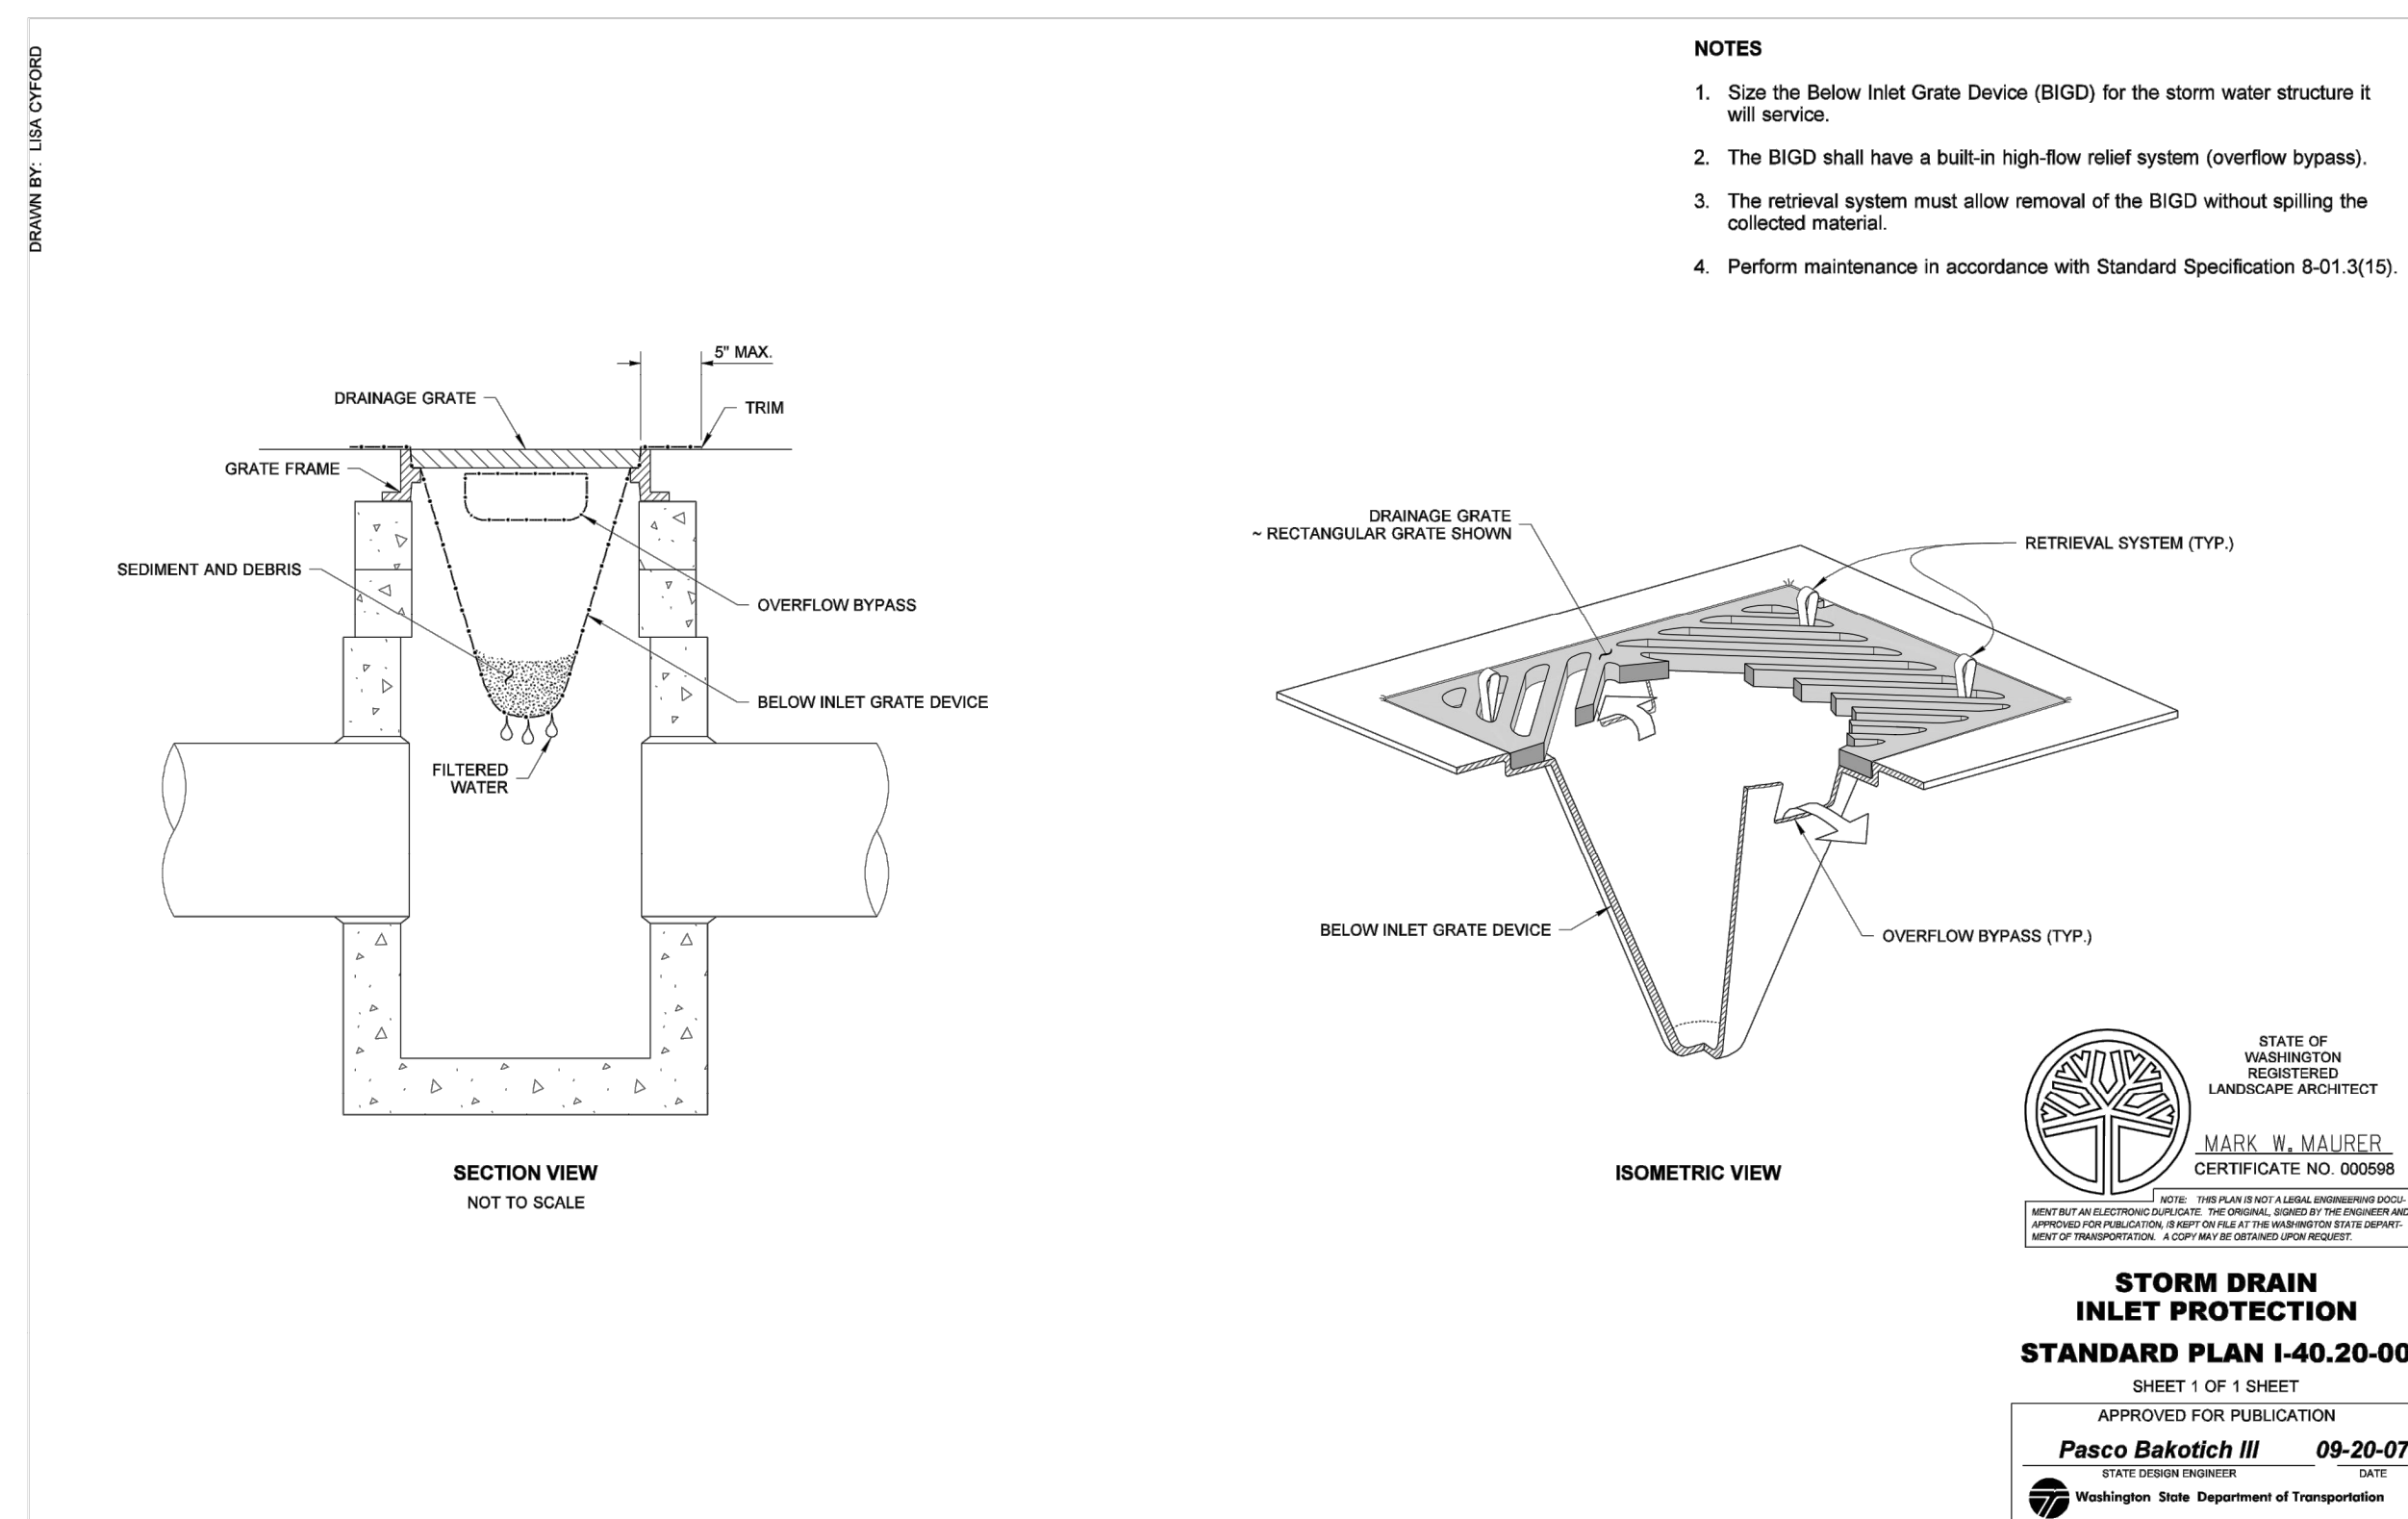 DRAWN BY: LISA CYFORD
NOTES
1. Size the Below Inlet Grate Device (BIGD) for the storm water structure it
will service.
2. The BIGD shall have a built-in high-flow relief system (overflow bypass).
3. The retrieval system must allow removal of the BIGD without spilling the
collected material.
4. Perform maintenance in accordance with Standard Specification 8-01.3(15).
5" MAX.
DRAINAGE GRATE
TRIM
GRATE FRAME
SEDIMENT AND DEBRIS
OVERFLOW BYPASS
BELOW INLET GRATE DEVICE
FILTERED
WATER
SECTION VIEW
NOT TO SCALE
DRAINAGE GRATE
~ RECTANGULAR GRATE SHOWN
RETRIEVAL SYSTEM (TYP.)
BELOW INLET GRATE DEVICE
OVERFLOW BYPASS (TYP.)
ISOMETRIC VIEW
STATE OF
WASHINGTON
REGISTERED
LANDSCAPE ARCHITECT
MARK W. MAURER
CERTIFICATE NO. 000598
NOTE: THIS PLAN IS NOT A LEGAL ENGINEERING DOCU-
MENT BUT AN ELECTRONIC DUPLICATE. THE ORIGINAL, SIGNED BY THE ENGINEER AND
APPROVED FOR PUBLICATION, IS KEPT ON FILE AT THE WASHINGTON STATE DEPART-
MENT OF TRANSPORTATION. A COPY MAY BE OBTAINED UPON REQUEST.
STORM DRAIN
INLET PROTECTION
STANDARD PLAN I-40.20-00
SHEET 1 OF 1 SHEET
APPROVED FOR PUBLICATION
Pasco Bakotich III 09-20-07
STATE DESIGN ENGINEER DATE
Washington State Department of Transportation